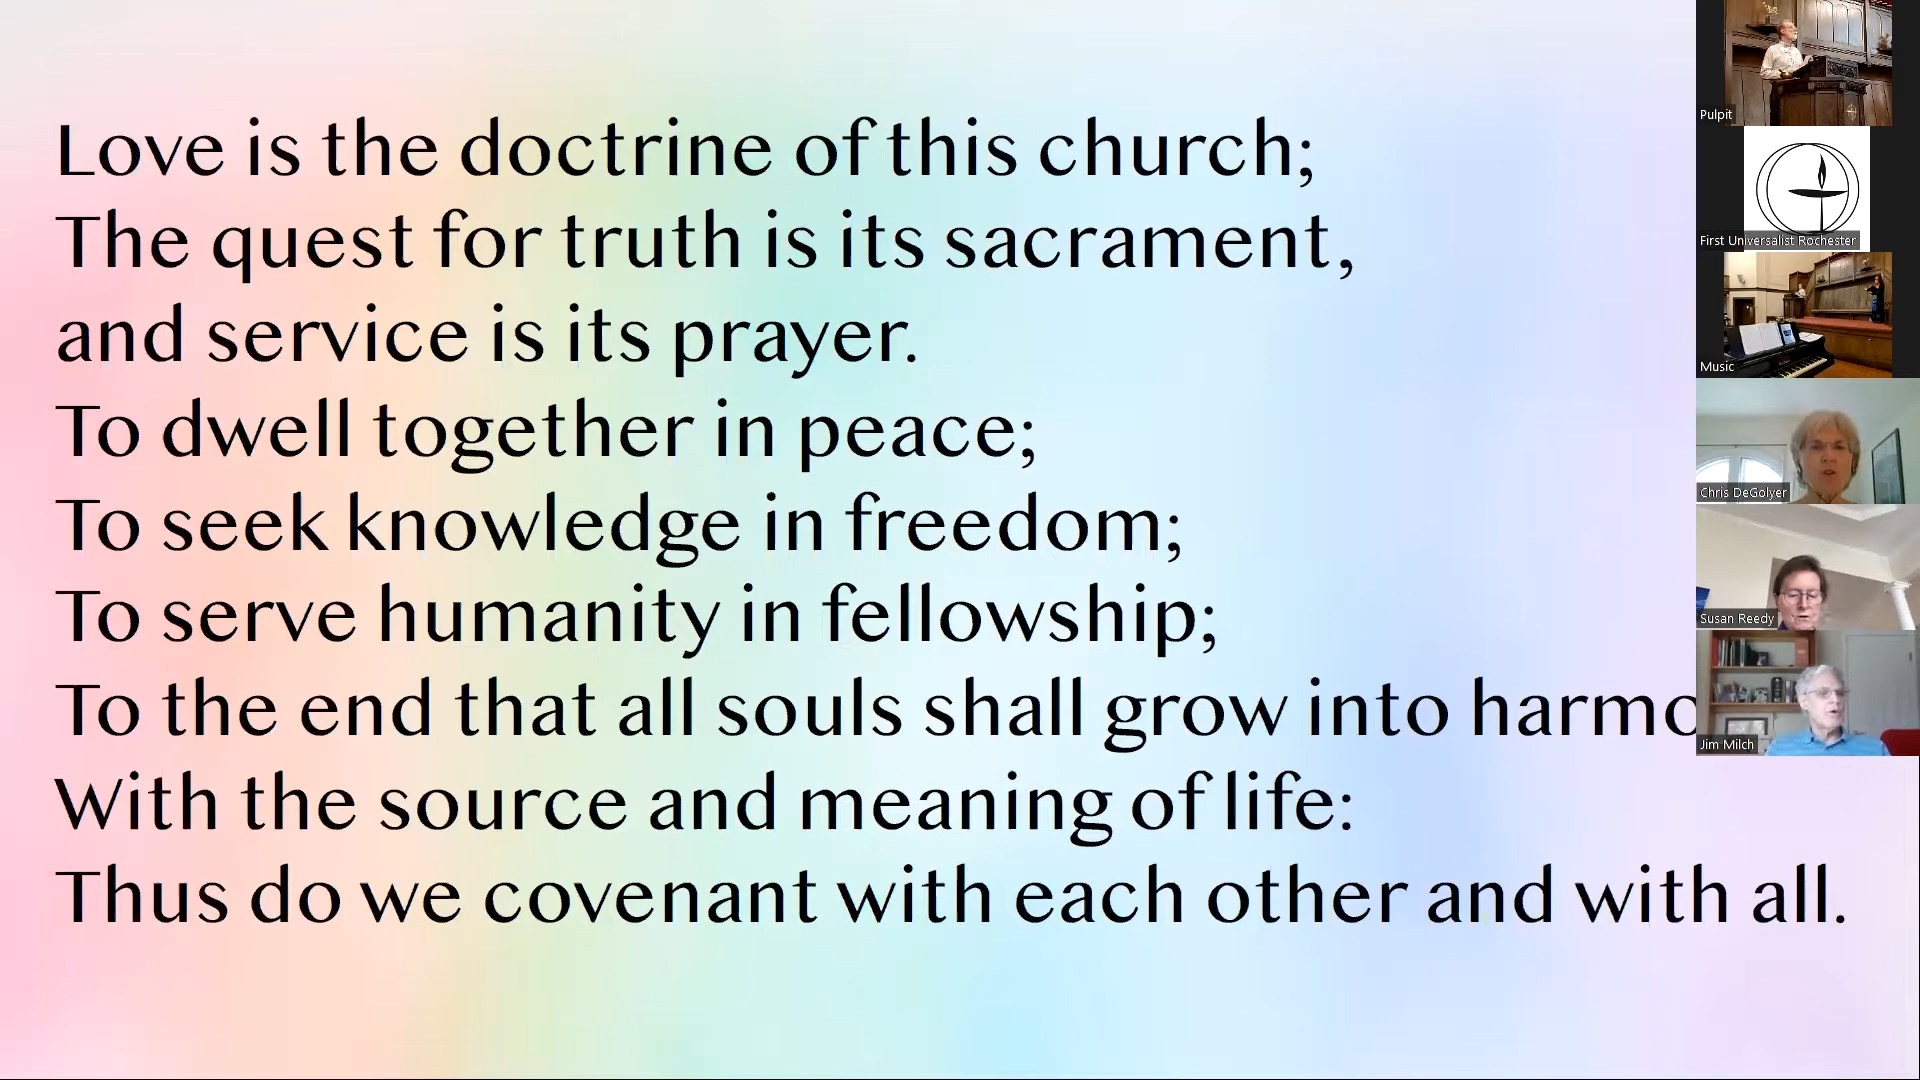 Love is the doctrine of this church;
The quest for truth is its sacrament,
and service is its prayer.
To dwell together in peace;
To seek knowledge in freedom;
To serve humanity in fellowship;
To the end that all souls shall grow into harmo
With the source and meaning of life:
Thus do we covenant with each other and with all.
Pulpit
First Universalist Rochester
Music
Chris DeGolyer
Susan Reedy
Jim Milch